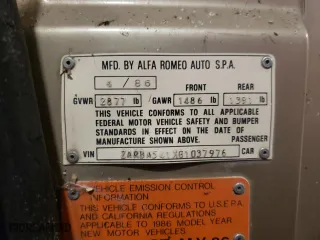 MFD. BY ALFA ROMEO AUTO S.P.A.
4 / 86 FRONT REAR
GVWR 2877 lb GAWR 1486 lb 1391 lb
THIS VEHICLE CONFORMS TO ALL APPLICABLE
FEDERAL MOTOR VEHICLE SAFETY AND BUMPER
STANDARDS IN EFFECT ON THE DATE OF
MANUFACTURE SHOWN ABOVE. PASSENGER
VIN CAR
VEHICLE EMISSION CONTROL
INFORMATION
THIS VEHICLE CONFORMS TO U.S.E.P.A.
AND CALIFORNIA REGULATIONS
APPLICABLE TO 1986 MODEL YEAR
NEW MOTOR VEHICLES